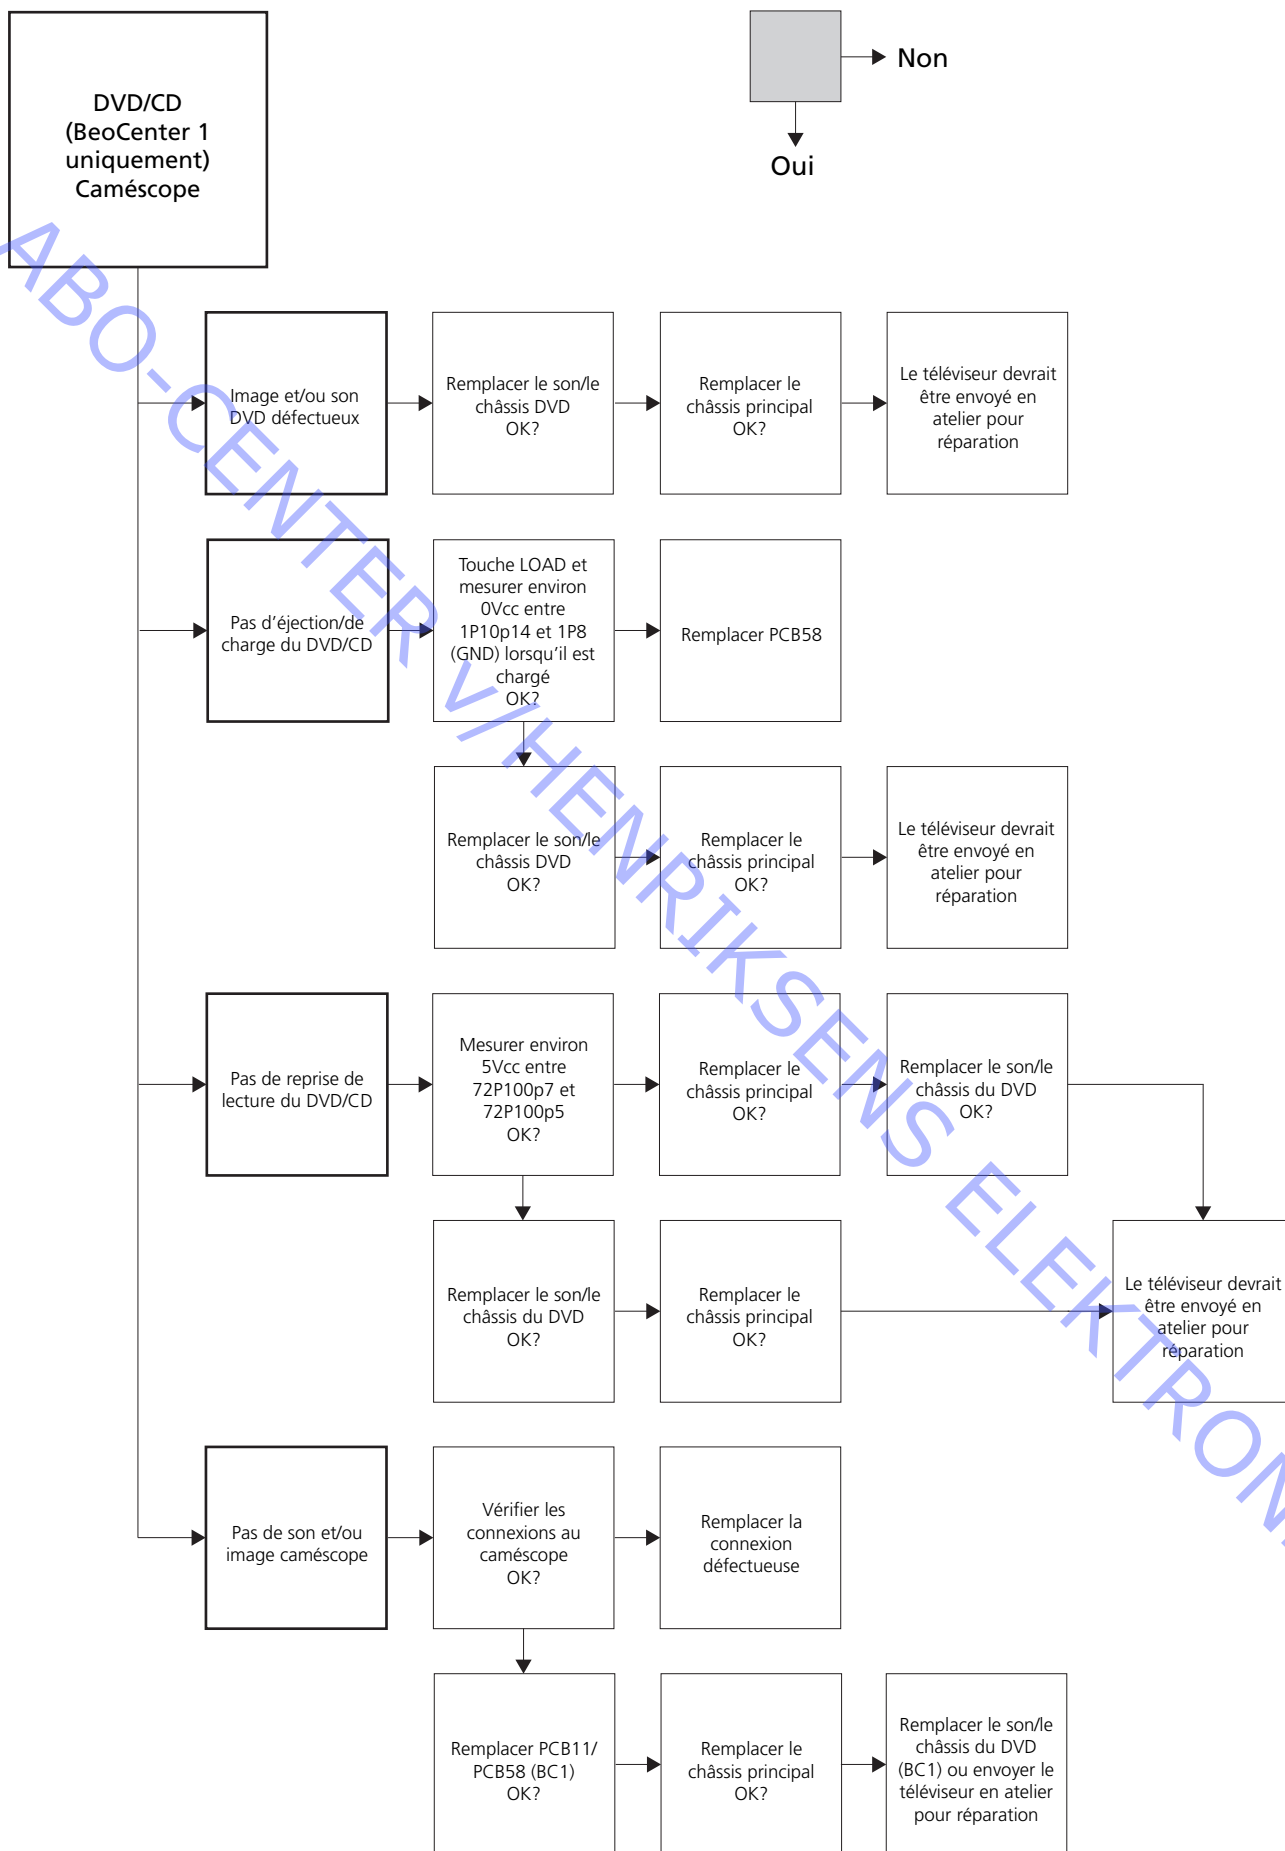 DVD/CD
(BeoCenter 1
uniquement)
Caméscope
Non
Oui
Image et/ou son
DVD défectueux
Remplacer le son/le
châssis DVD
OK?
Remplacer le
châssis principal
OK?
Le téléviseur devrait
être envoyé en
atelier pour
réparation
Pas d’éjection/de
charge du DVD/CD
Touche LOAD et
mesurer environ
0Vcc entre
1P10p14 et 1P8
(GND) lorsqu’il est
chargé
OK?
Remplacer PCB58
Remplacer le son/le
châssis DVD
OK?
Remplacer le
châssis principal
OK?
Le téléviseur devrait
être envoyé en
atelier pour
réparation
Pas de reprise de
lecture du DVD/CD
Mesurer environ
5Vcc entre
72P100p7 et
72P100p5
OK?
Remplacer le
châssis principal
OK?
Remplacer le son/le
châssis du DVD
OK?
Remplacer le son/le
châssis du DVD
OK?
Remplacer le
châssis principal
OK?
Le téléviseur devrait
être envoyé en
atelier pour
réparation
Pas de son et/ou
image caméscope
Vérifier les
connexions au
caméscope
OK?
Remplacer la
connexion
défectueuse
Remplacer PCB11/
PCB58 (BC1)
OK?
Remplacer le
châssis principal
OK?
Remplacer le son/le
châssis du DVD
(BC1) ou envoyer le
téléviseur en atelier
pour réparation
ABO-CENTER v/HENRIKSENS